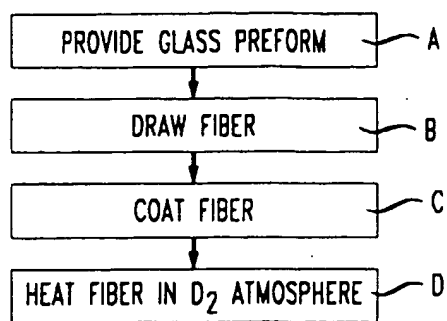 PROVIDE GLASS PREFORM A
DRAW FIBER B
COAT FIBER C
HEAT FIBER IN D2 ATMOSPHERE D